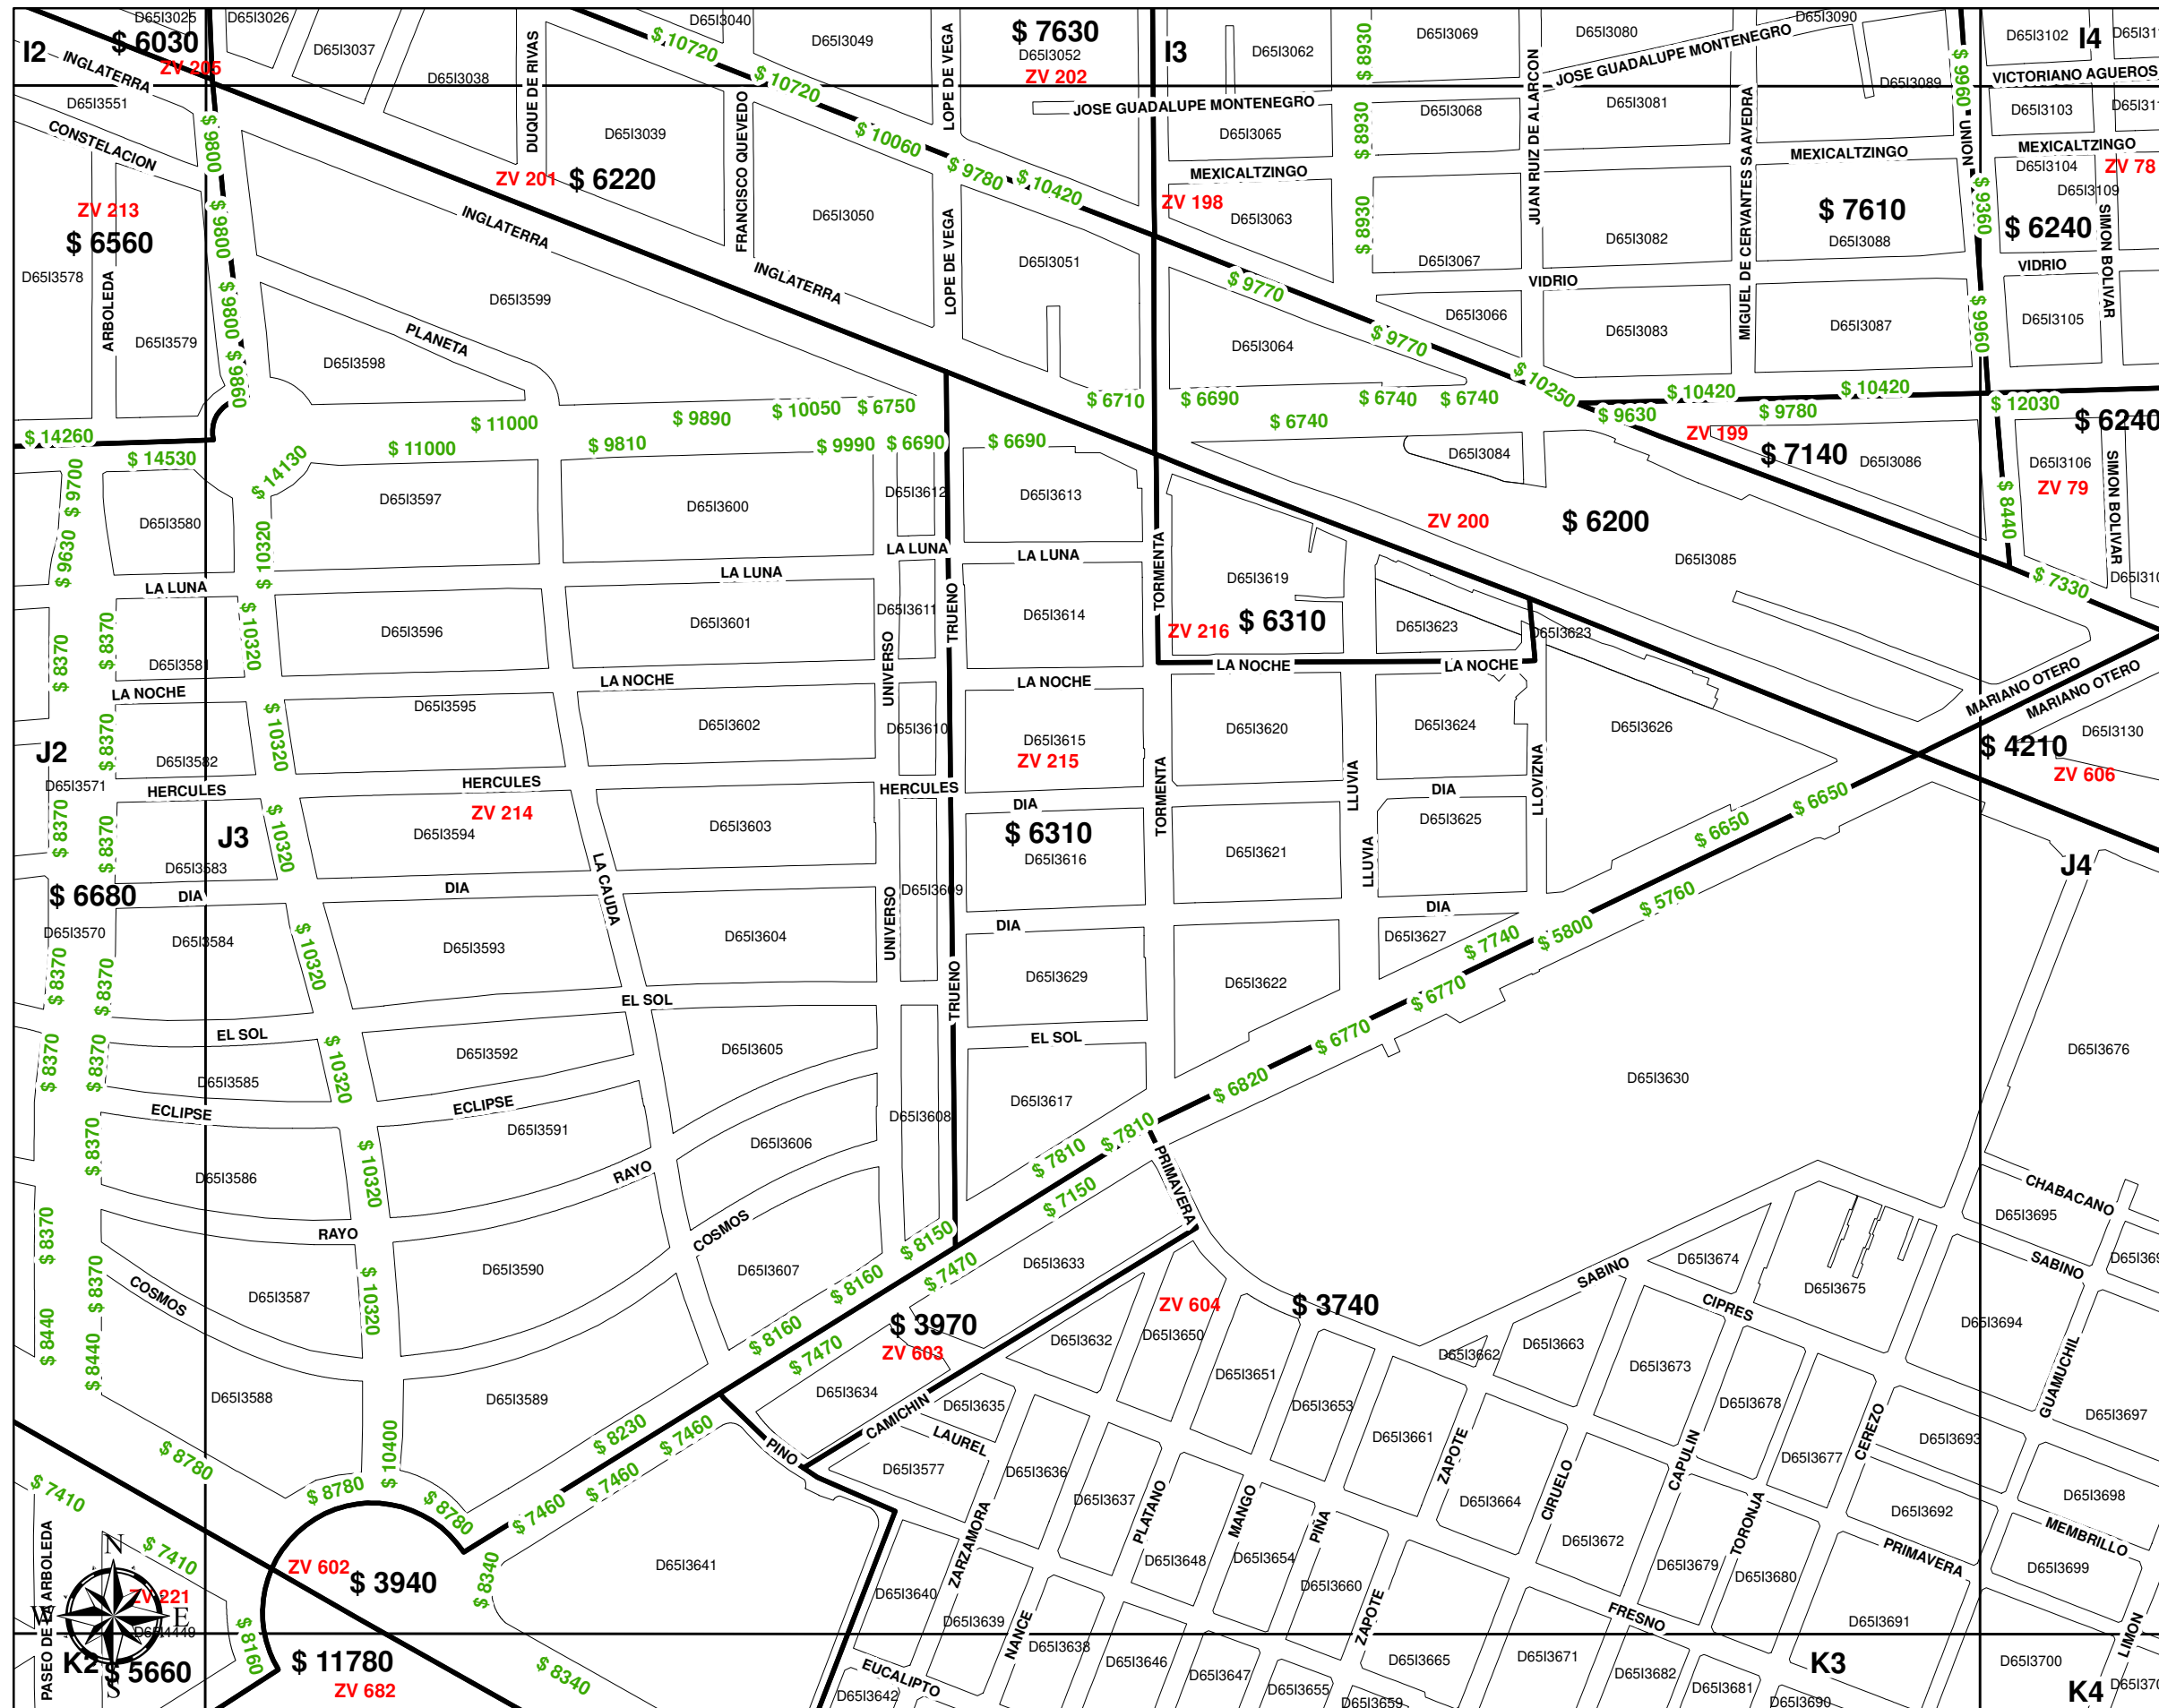 D65I3025
D65I3026
$ 6030
I2
ZV 205
INGLATERRA
D65I3551
CONSTELACION
D65I3037
D65I3038
DUQUE DE RIVAS
D65I3039
D65I3040
$ 10720
$ 10720
D65I3049
LOPE DE VEGA
$ 7630
D65I3052
ZV 202
I3
D65I3062
$ 8930
D65I3069
D65I3080
D65I3090
JOSE GUADALUPE MONTENEGRO
D65I3089
$ 9960
D65I3102
I4
VICTORIANO AGUEROS
D65I3103
JOSE GUADALUPE MONTENEGRO
D65I3065
MEXICALTZINGO
ZV 198
D65I3063
$ 8930
$ 8930
D65I3068
D65I3067
JUAN RUIZ DE ALARCON
D65I3081
D65I3082
MIGUEL DE CERVANTES SAAVEDRA
MEXICALTZINGO
$ 7610
D65I3088
UNION
$ 9360
MEXICALTZINGO
D65I3104
ZV 78
D65I3109
$ 6240
VIDRIO
SIMON BOLIVAR
D65I3105
ZV 213
$ 6560
D65I3578
ARBOLEDA
D65I3579
$ 9800
$ 9800
$ 9800
$ 9860
ZV 201
$ 6220
INGLATERRA
FRANCISCO QUEVEDO
$ 10060
$ 9780
$ 10420
D65I3050
LOPE DE VEGA
D65I3051
INGLATERRA
D65I3599
PLANETA
D65I3598
$ 9770
$ 9770
D65I3064
D65I3066
VIDRIO
D65I3083
D65I3087
$ 9960
$ 10250
$ 10420
$ 10420
$ 9630
$ 9780
$ 12030
$ 6240
$ 14260
$ 14530
$ 14130
$ 11000
$ 11000
$ 9890
$ 9810
$ 10050
$ 9990
$ 6750
$ 6690
$ 6690
$ 6710
$ 6690
$ 6740
$ 6740
$ 6740
D65I3084
ZV 199
$ 7140
D65I3086
D65I3106
ZV 79
$ 8440
SIMON BOLIVAR
$ 7330
$ 9700
$ 9630
D65I3580
D65I3597
D65I3600
D65I3612
D65I3613
ZV 200
$ 6200
D65I3085
$ 10320
LA LUNA
LA LUNA
LA LUNA
LA LUNA
D65I3611
TORMENTA
D65I3619
ZV 216
$ 6310
D65I3623
D65I3623
$ 8370
$ 8370
D65I3581
$ 10320
D65I3596
D65I3601
UNIVERSO
TRUENO
D65I3614
LA NOCHE
LA NOCHE
LA NOCHE
LA NOCHE
LA NOCHE
MARIANO OTERO
MARIANO OTERO
D65I3130
$ 4210
ZV 606
J2
D65I3571
$ 8370
D65I3582
$ 10320
D65I3595
D65I3602
D65I3610
D65I3615
ZV 215
D65I3620
D65I3624
D65I3626
HERCULES
HERCULES
HERCULES
ZV 214
DIA
DIA
TORMENTA
LLUVIA
LLOVIZNA
$ 8370
$ 8370
J3
D65I3583
$ 10320
D65I3594
D65I3603
$ 6310
D65I3616
D65I3621
LLUVIA
D65I3625
$ 6650
$ 6650
J4
$ 6680
DIA
DIA
LA CAUDA
UNIVERSO
D65I3609
DIA
DIA
$ 5760
$ 5800
$ 7740
D65I3570
D65I3584
$ 10320
D65I3593
D65I3604
D65I3629
D65I3622
D65I3627
$ 6770
$ 6770
$ 8370
$ 8370
EL SOL
EL SOL
TRUENO
EL SOL
$ 8370
$ 8370
D65I3585
$ 10320
D65I3592
D65I3605
D65I3617
$ 6820
D65I3630
D65I3676
ECLIPSE
ECLIPSE
D65I3591
D65I3606
D65I3608
$ 7810
$ 7810
PRIMAVERA
$ 8370
D65I3586
$ 10320
RAYO
RAYO
COSMOS
$ 7150
CHABACANO
D65I3695
$ 8370
$ 8370
COSMOS
D65I3587
$ 10320
D65I3590
D65I3607
$ 8150
$ 8160
$ 7470
D65I3633
ZV 604
$ 3740
SABINO
D65I3674
CIPRES
D65I3675
SABINO
D65I3694
$ 8440
$ 8440
$ 8160
$ 7470
$ 3970
ZV 603
D65I3632
D65I3650
D65I3651
D65I3662
D65I3663
D65I3673
GUAMUCHIL
D65I3588
D65I3589
D65I3634
CAMICHIN
D65I3635
D65I3653
D65I3678
D65I3697
$ 8780
$ 10400
$ 8230
$ 7460
PINO
LAUREL
D65I3661
ZAPOTE
CAPULIN
CEREZO
D65I3693
D65I3677
$ 7410
$ 8780
$ 8780
$ 7460
$ 7460
D65I3577
D65I3636
D65I3637
PLATANO
MANGO
PIÑA
D65I3664
CIRUELO
TORONJA
D65I3692
D65I3698
PASEO DE LA ARBOLEDA
N
$ 7410
ZV 602
$ 3940
$ 8340
D65I3641
ZARZAMORA
D65I3648
D65I3654
D65I3672
D65I3679
D65I3680
PRIMAVERA
MEMBRILLO
D65I3699
W
ZV 221
E
D65I4449
D65I3640
D65I3639
D65I3660
ZAPOTE
FRESNO
D65I3691
LIMON
K2
$ 5660
S
$ 8160
$ 11780
ZV 682
$ 8340
EUCALIPTO
D65I3642
NANCE
D65I3638
D65I3646
D65I3647
D65I3655
D65I3659
D65I3665
D65I3671
D65I3682
D65I3681
K3
D65I3690
D65I3700
K4